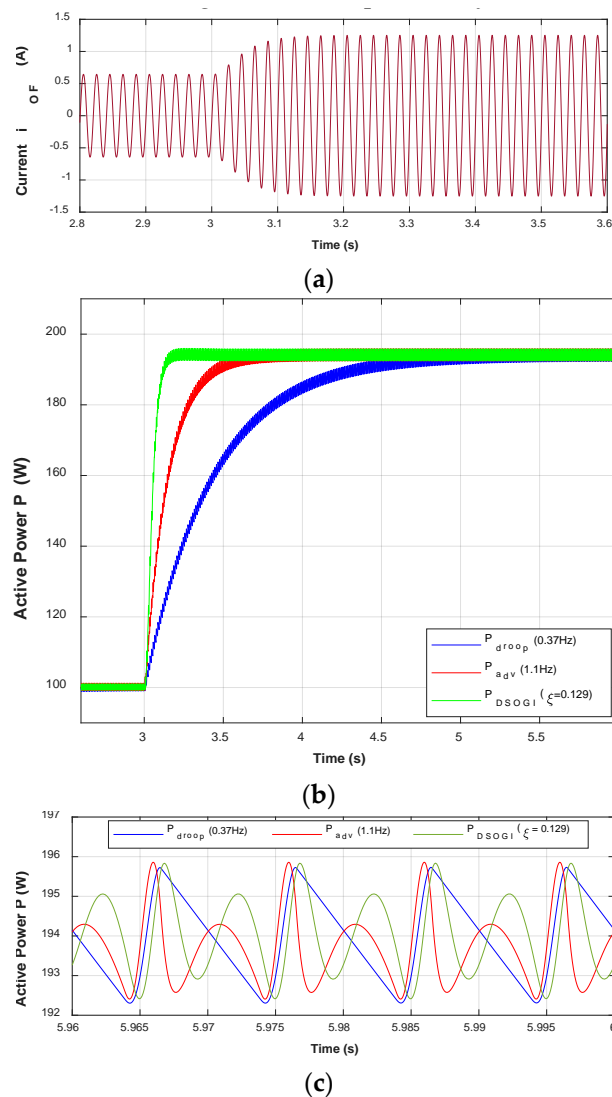 1.5
1
0.5
0
-0.5
-1
-1.5
Current i OF (A)
2.8 2.9 3 3.1 3.2 3.3 3.4 3.5 3.6
Time (s)
(a)
200
180
160
140
120
100
Active Power P (W)
P droop (0.37Hz)
P adv (1.1Hz)
P DSOGI (ξ=0.129)
3 3.5 4 4.5 5 5.5
Time (s)
(b)
197
196
195
194
193
192
Active Power P (W)
P droop (0.37Hz) P adv (1.1Hz) P DSOGI (ξ = 0.129)
5.96 5.965 5.97 5.975 5.98 5.985 5.99 5.995
Time (s)
(c)